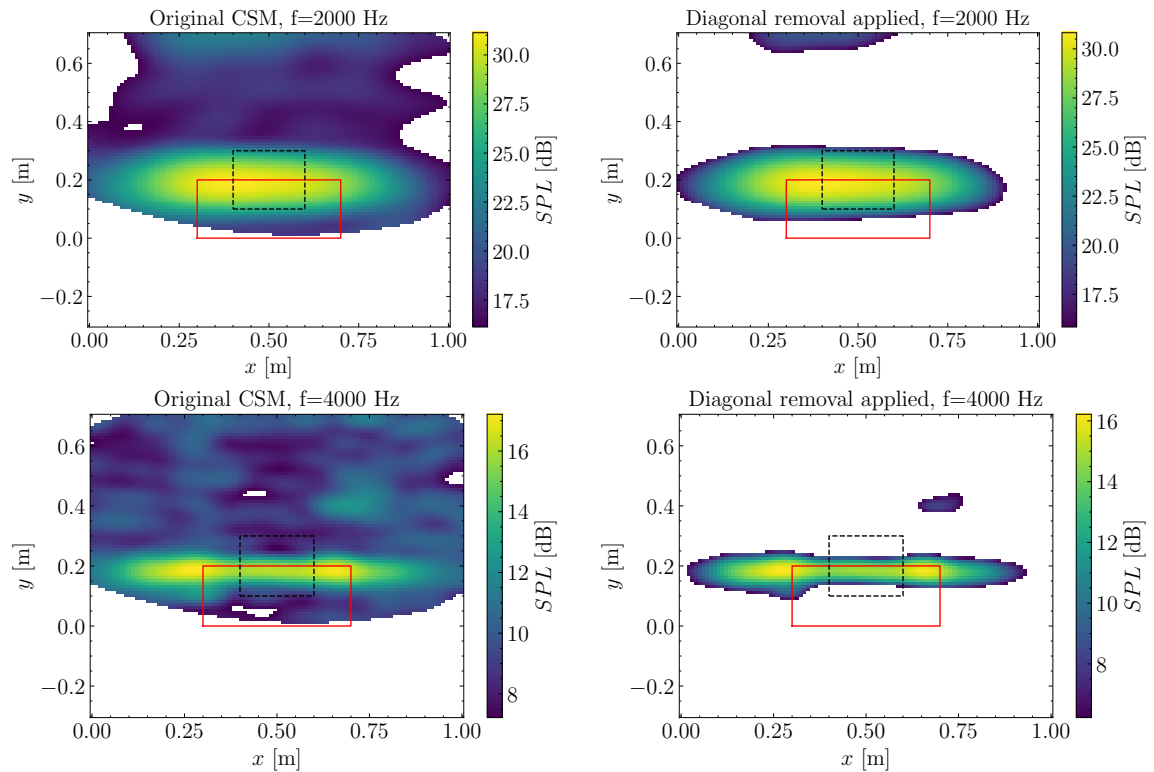 Original CSM, f=2000 Hz
0.6
0.4
0.2
0.0
−0.2
y [m]
0.00 0.25 0.50 0.75 1.00
x [m]
30.0
27.5
25.0
22.5
20.0
17.5
SPL [dB]
Diagonal removal applied, f=2000 Hz
0.6
0.4
0.2
0.0
−0.2
y [m]
0.00 0.25 0.50 0.75 1.00
x [m]
30.0
27.5
25.0
22.5
20.0
17.5
SPL [dB]
Original CSM, f=4000 Hz
0.6
0.4
0.2
0.0
−0.2
y [m]
0.00 0.25 0.50 0.75 1.00
x [m]
16
14
12
10
8
SPL [dB]
Diagonal removal applied, f=4000 Hz
0.6
0.4
0.2
0.0
−0.2
y [m]
0.00 0.25 0.50 0.75 1.00
x [m]
16
14
12
10
8
SPL [dB]